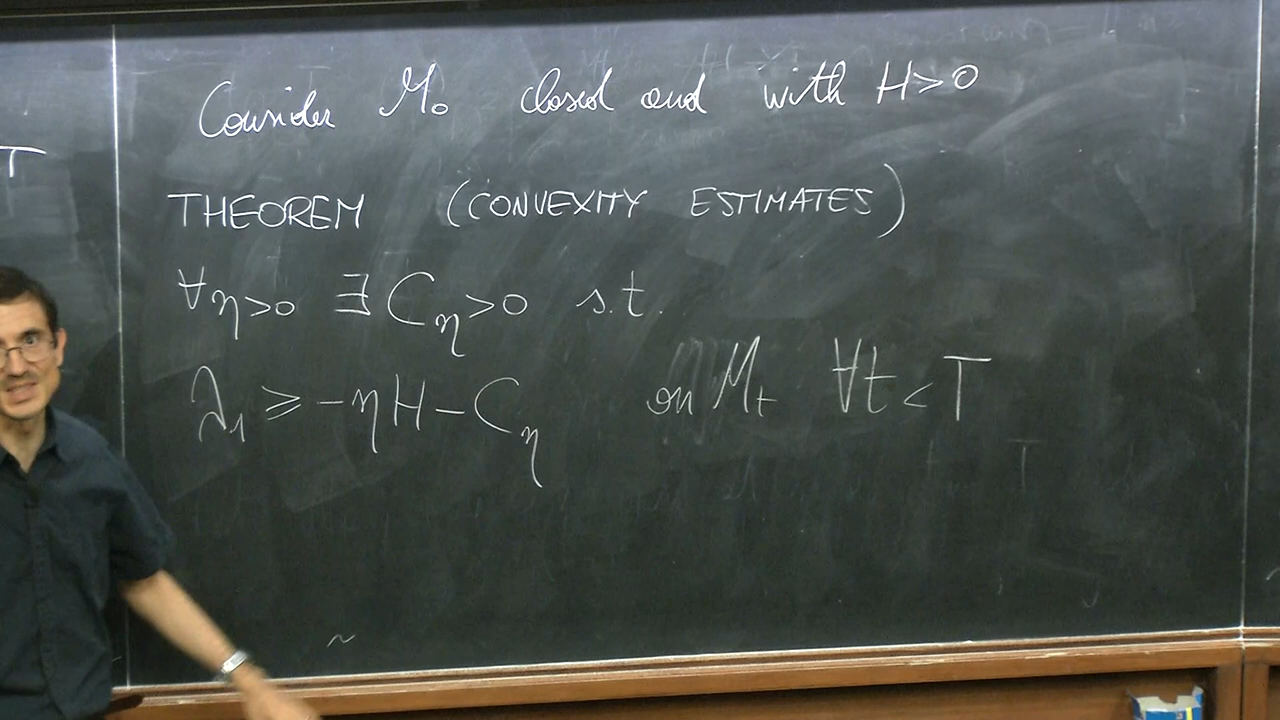 Consider M₀ closed and with H>0
T
THEOREM (CONVEXITY ESTIMATES)
∀η>0 ∃ C_η>0 s.t.
λ₁ ⩾ -ηH - C_η on M_t ∀t < T